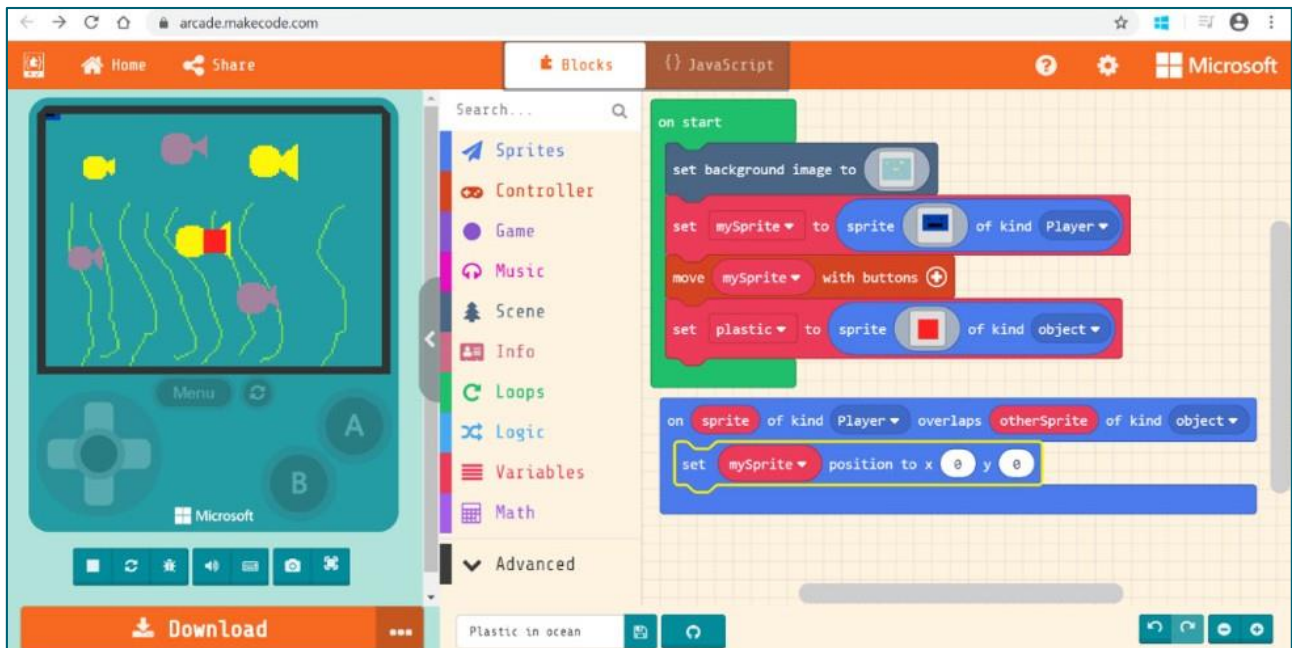 arcade.makecode.com
Home Share Blocks {} JavaScript Microsoft
Search...
Sprites
Controller
Game
Music
Scene
Info
Loops
Logic
Variables
Math
Advanced
Menu
A
B
Microsoft
Download
Plastic in ocean
on start
set background image to
set mySprite to sprite of kind Player
move mySprite with buttons
set plastic to sprite of kind object
on sprite of kind Player overlaps otherSprite of kind object
set mySprite position to x 0 y 0